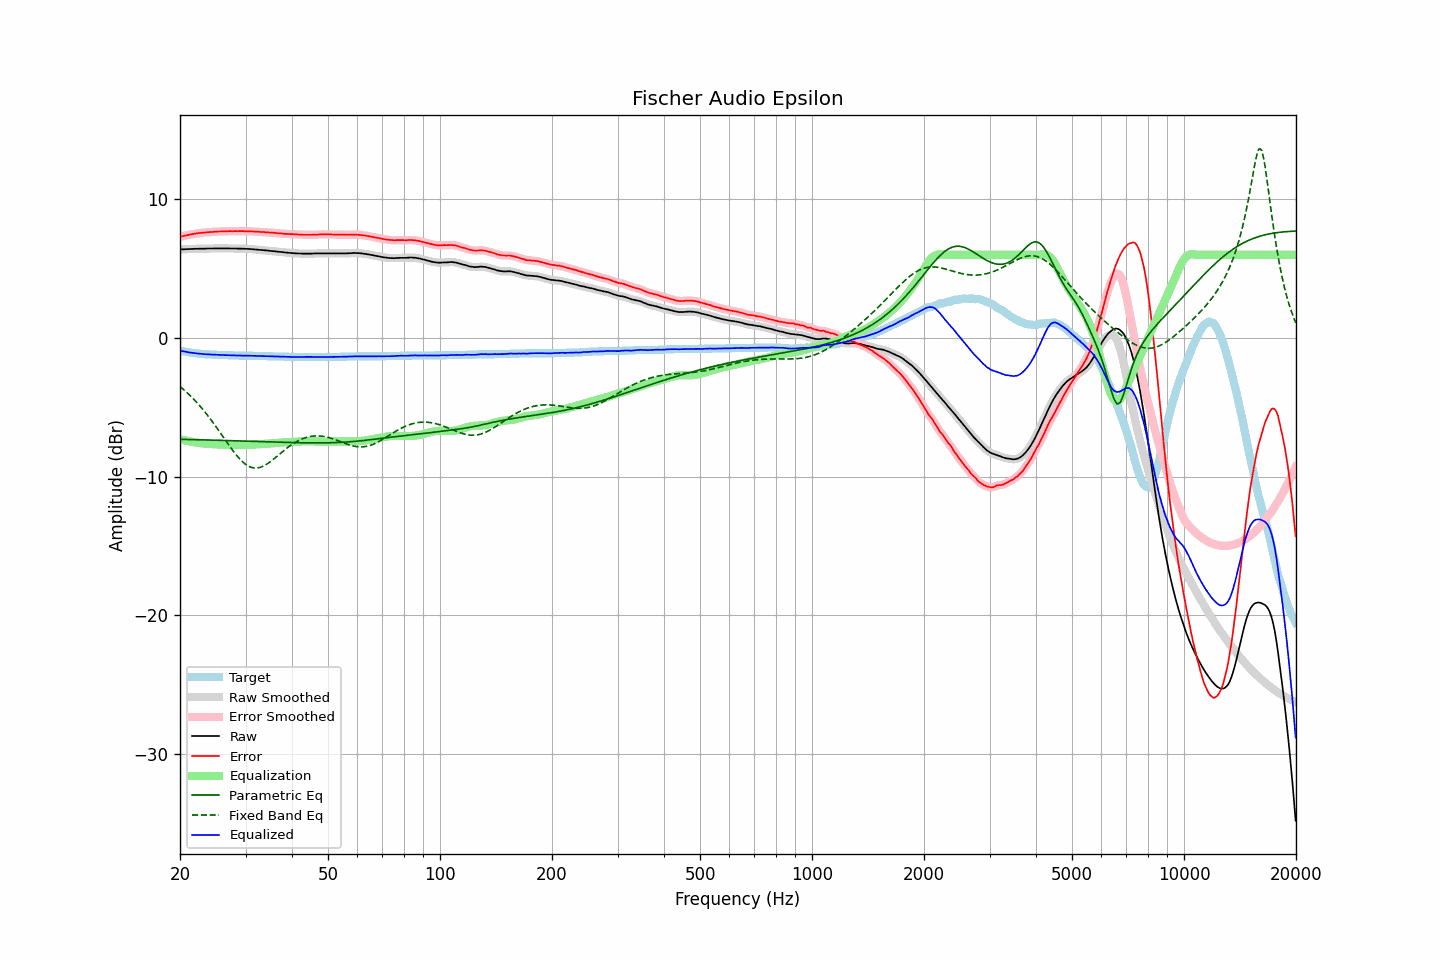 Fischer Audio Epsilon
Amplitude (dBr)
10
0
−10
−20
−30
Target
Raw Smoothed
Error Smoothed
Raw
Error
Equalization
Parametric Eq
Fixed Band Eq
Equalized
20 50 100 200 500 1000 2000 5000 10000 20000
Frequency (Hz)